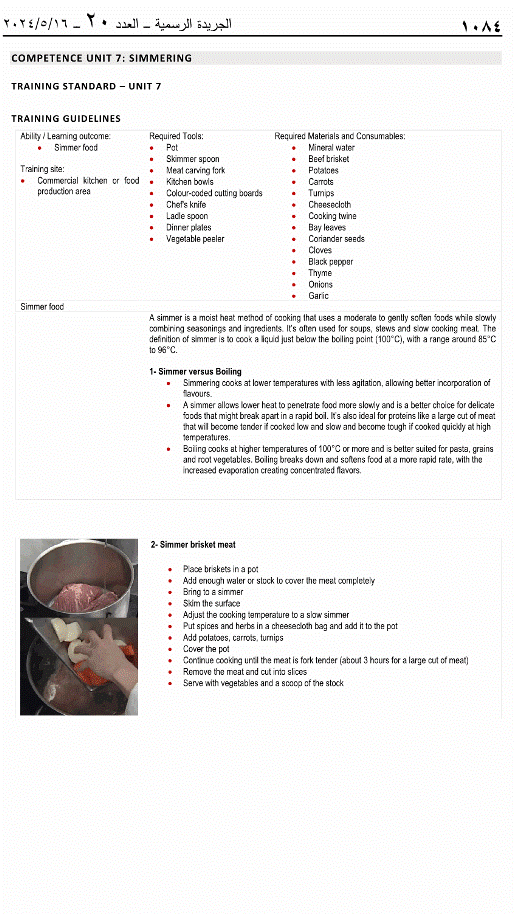 ١٠٨٤ الجريدة الرسمية – العدد ٢٠ – ٢٠٢٤/٥/١٦
COMPETENCE UNIT 7: SIMMERING
TRAINING STANDARD – UNIT 7
TRAINING GUIDELINES
Ability / Learning outcome:
• Simmer food
Training site:
• Commercial kitchen or food
production area
Required Tools:
• Pot
• Skimmer spoon
• Meat carving fork
• Kitchen bowls
• Colour-coded cutting boards
• Chef's knife
• Ladle spoon
• Dinner plates
• Vegetable peeler
Required Materials and Consumables:
• Mineral water
• Beef brisket
• Potatoes
• Carrots
• Turnips
• Cheesecloth
• Cooking twine
• Bay leaves
• Coriander seeds
• Cloves
• Black pepper
• Thyme
• Onions
• Garlic
Simmer food
A simmer is a moist heat method of cooking that uses a moderate to gently soften foods while slowly
combining seasonings and ingredients. It's often used for soups, stews and slow cooking meat. The
definition of simmer is to cook a liquid just below the boiling point (100°C), with a range around 85°C
to 96°C.
1- Simmer versus Boiling
• Simmering cooks at lower temperatures with less agitation, allowing better incorporation of
flavours.
• A simmer allows lower heat to penetrate food more slowly and is a better choice for delicate
foods that might break apart in a rapid boil. It's also ideal for proteins like a large cut of meat
that will become tender if cooked low and slow and become tough if cooked quickly at high
temperatures.
• Boiling cooks at higher temperatures of 100°C or more and is better suited for pasta, grains
and root vegetables. Boiling breaks down and softens food at a more rapid rate, with the
increased evaporation creating concentrated flavors.
2- Simmer brisket meat
• Place briskets in a pot
• Add enough water or stock to cover the meat completely
• Bring to a simmer
• Skim the surface
• Adjust the cooking temperature to a slow simmer
• Put spices and herbs in a cheesecloth bag and add it to the pot
• Add potatoes, carrots, turnips
• Cover the pot
• Continue cooking until the meat is fork tender (about 3 hours for a large cut of meat)
• Remove the meat and cut into slices
• Serve with vegetables and a scoop of the stock